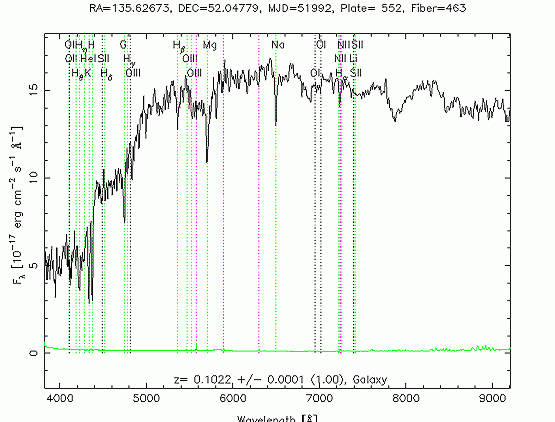 RA=135.62673, DEC=52.04779, MJD=51992, Plate= 552, Fiber=463
OI Hη H G Hβ Mg Na OI NII SII
OII HeI SII Hγ OIII NII Li
Hθ K Hδ OIII OIII OI Hα SII
15
10
5
0
Fλ [10⁻¹⁷ erg cm⁻² s⁻¹ Å⁻¹]
z= 0.1022 +/- 0.0001 (1.00), Galaxy
4000 5000 6000 7000 8000 9000
Wavelength [Å]